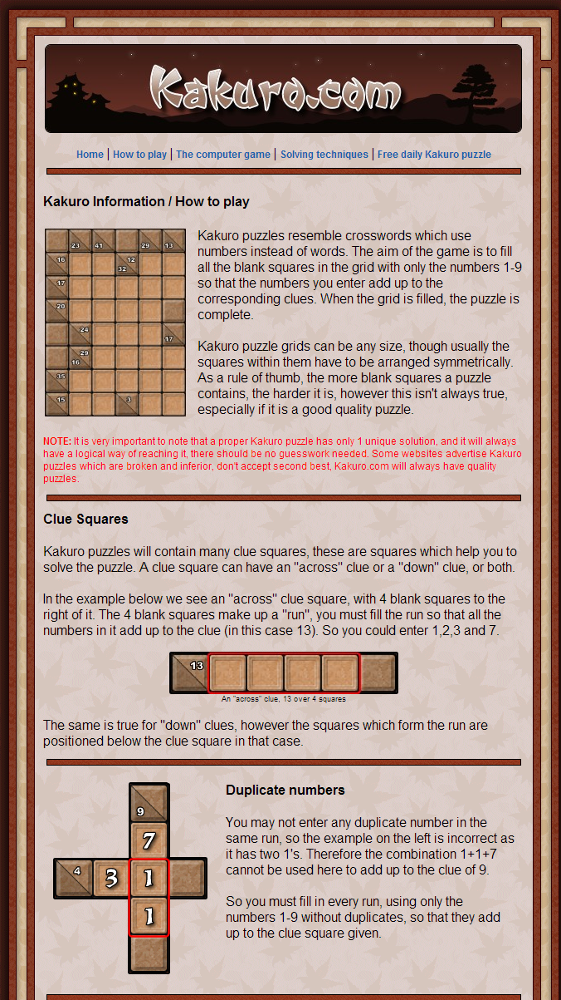 Kakuro.com
Home | How to play | The computer game | Solving techniques | Free daily Kakuro puzzle
Kakuro Information / How to play
23 41 29 13
16 12
32
17
20
24 17
29
16
35
15 3
Kakuro puzzles resemble crosswords which use
numbers instead of words. The aim of the game is to fill
all the blank squares in the grid with only the numbers 1-9
so that the numbers you enter add up to the
corresponding clues. When the grid is filled, the puzzle is
complete.
Kakuro puzzle grids can be any size, though usually the
squares within them have to be arranged symmetrically.
As a rule of thumb, the more blank squares a puzzle
contains, the harder it is, however this isn't always true,
especially if it is a good quality puzzle.
NOTE: It is very important to note that a proper Kakuro puzzle has only 1 unique solution, and it will always
have a logical way of reaching it, there should be no guesswork needed. Some websites advertise Kakuro
puzzles which are broken and inferior, don't accept second best, Kakuro.com will always have quality
puzzles.
Clue Squares
Kakuro puzzles will contain many clue squares, these are squares which help you to
solve the puzzle. A clue square can have an "across" clue or a "down" clue, or both.
In the example below we see an "across" clue square, with 4 blank squares to the
right of it. The 4 blank squares make up a "run", you must fill the run so that all the
numbers in it add up to the clue (in this case 13). So you could enter 1,2,3 and 7.
13
An "across" clue, 13 over 4 squares
The same is true for "down" clues, however the squares which form the run are
positioned below the clue square in that case.
9
7
4 3 1
1
Duplicate numbers
You may not enter any duplicate number in the
same run, so the example on the left is incorrect as
it has two 1's. Therefore the combination 1+1+7
cannot be used here to add up to the clue of 9.
So you must fill in every run, using only the
numbers 1-9 without duplicates, so that they add
up to the clue square given.